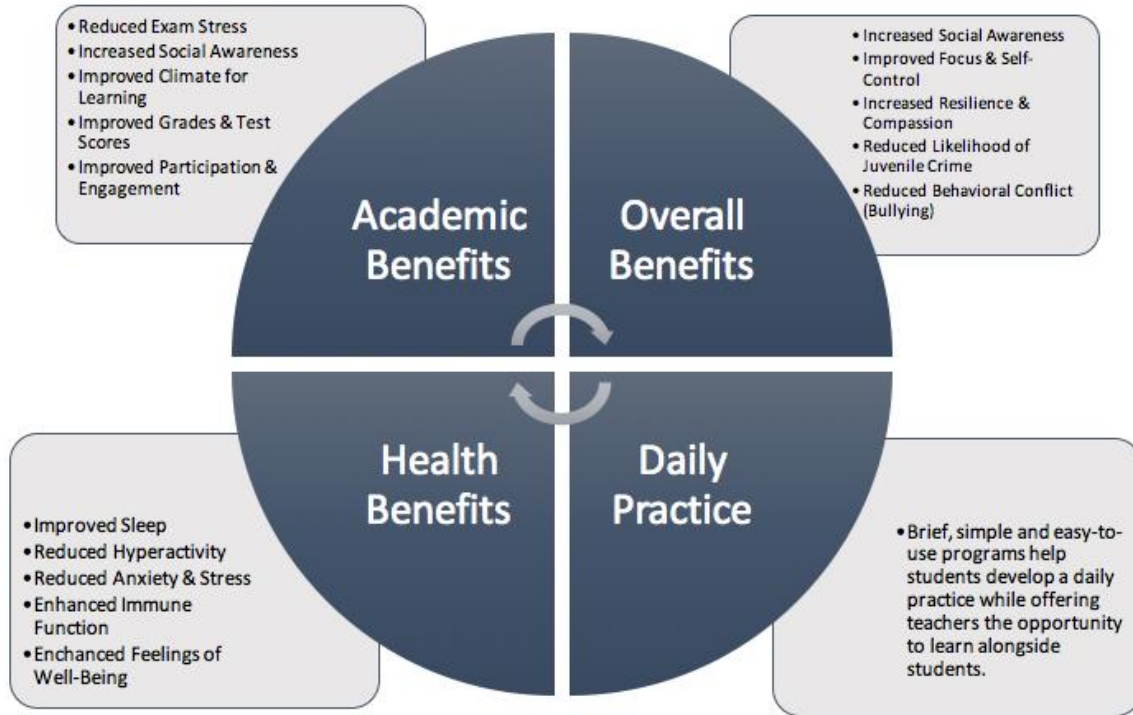 •Reduced Exam Stress
•Increased Social Awareness
•Improved Climate for
Learning
•Improved Grades & Test
Scores
•Improved Participation &
Engagement
Academic
Benefits
Overall
Benefits
•Increased Social Awareness
•Improved Focus & Self-
Control
•Increased Resilience &
Compassion
•Reduced Likelihood of
Juvenile Crime
•Reduced Behavioral Conflict
(Bullying)
•Improved Sleep
•Reduced Hyperactivity
•Reduced Anxiety & Stress
•Enhanced Immune
Function
•Enchanced Feelings of
Well-Being
Health
Benefits
Daily
Practice
•Brief, simple and easy-to-
use programs help
students develop a daily
practice while offering
teachers the opportunity
to learn alongside
students.